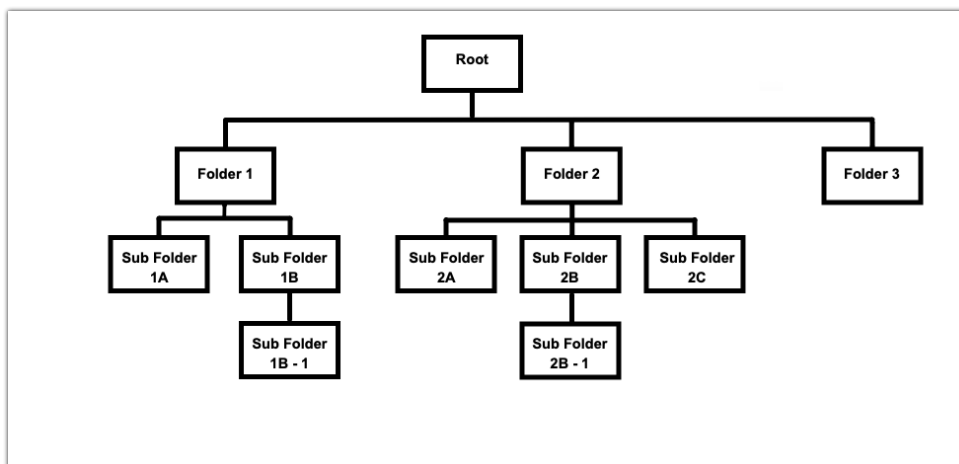 Root
Folder 1
Folder 2
Folder 3
Sub Folder
1A
Sub Folder
1B
Sub Folder
2A
Sub Folder
2B
Sub Folder
2C
Sub Folder
1B - 1
Sub Folder
2B - 1